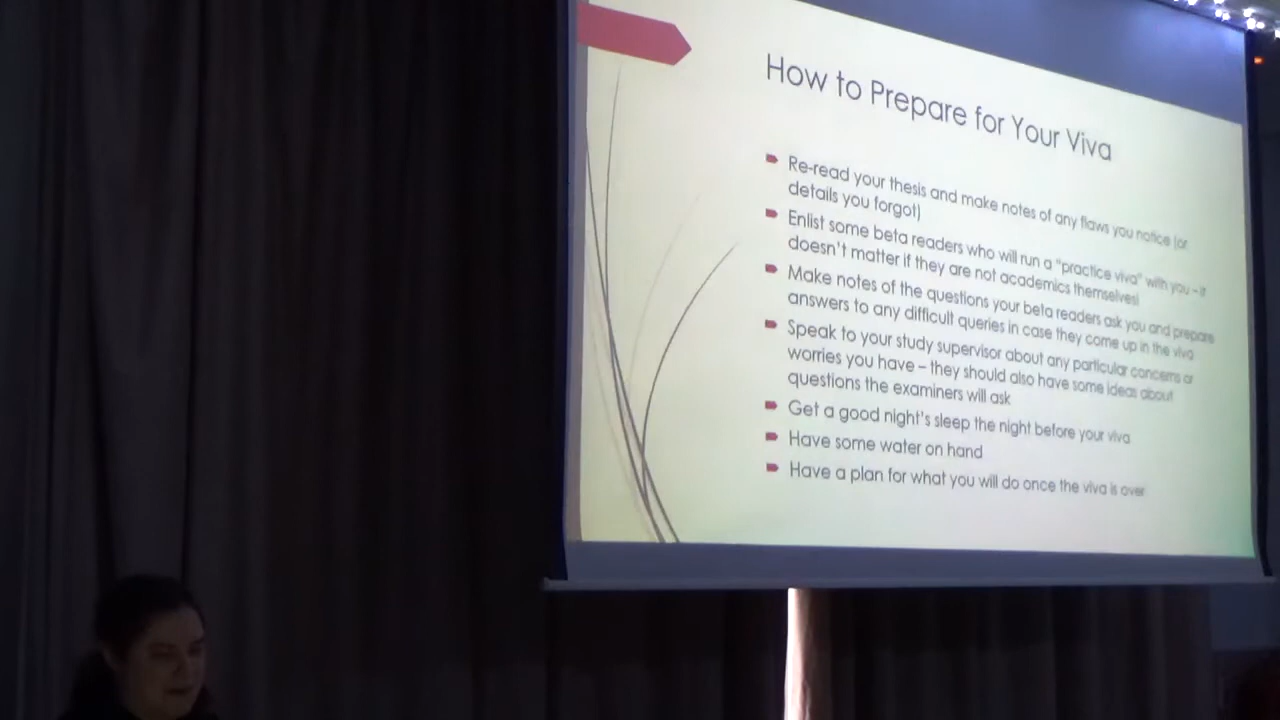 How to Prepare for Your Viva
Re-read your thesis and make notes of any flaws you notice (or
details you forgot)
Enlist some beta readers who will run a "practice viva" with you – it
doesn't matter if they are not academics themselves!
Make notes of the questions your beta readers ask you and prepare
answers to any difficult queries in case they come up in the viva
Speak to your study supervisor about any particular concerns or
worries you have – they should also have some ideas about
questions the examiners will ask
Get a good night's sleep the night before your viva
Have some water on hand
Have a plan for what you will do once the viva is over